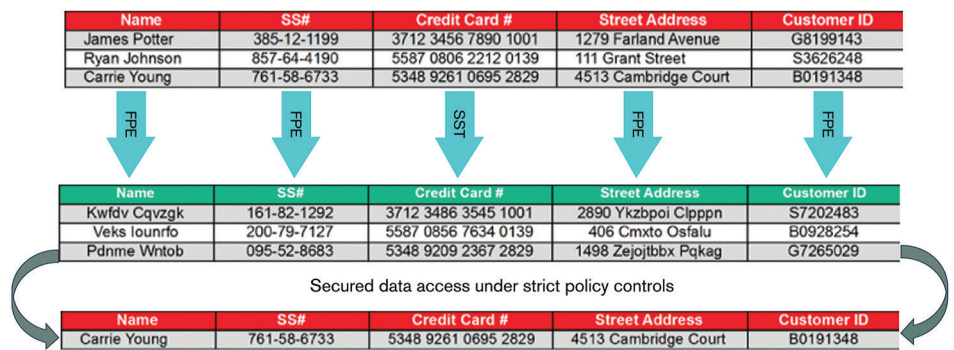 Name SS# Credit Card # Street Address Customer ID
James Potter 385-12-1199 3712 3456 7890 1001 1279 Farland Avenue G8199143
Ryan Johnson 857-64-4190 5587 0806 2212 0139 111 Grant Street S3626248
Carrie Young 761-58-6733 5348 9261 0695 2829 4513 Cambridge Court B0191348
FPE FPE SST FPE FPE
Name SS# Credit Card # Street Address Customer ID
Kwfdv Cqvzgk 161-82-1292 3712 3486 3545 1001 2890 Ykzbpoi Clpppn S7202483
Veks Iounrfo 200-79-7127 5587 0856 7634 0139 406 Cmxto Osfalu B0928254
Pdnme Wntob 095-52-8683 5348 9209 2367 2829 1498 Zejojtbbx Pqkag G7265029
Secured data access under strict policy controls
Name SS# Credit Card # Street Address Customer ID
Carrie Young 761-58-6733 5348 9261 0695 2829 4513 Cambridge Court B0191348